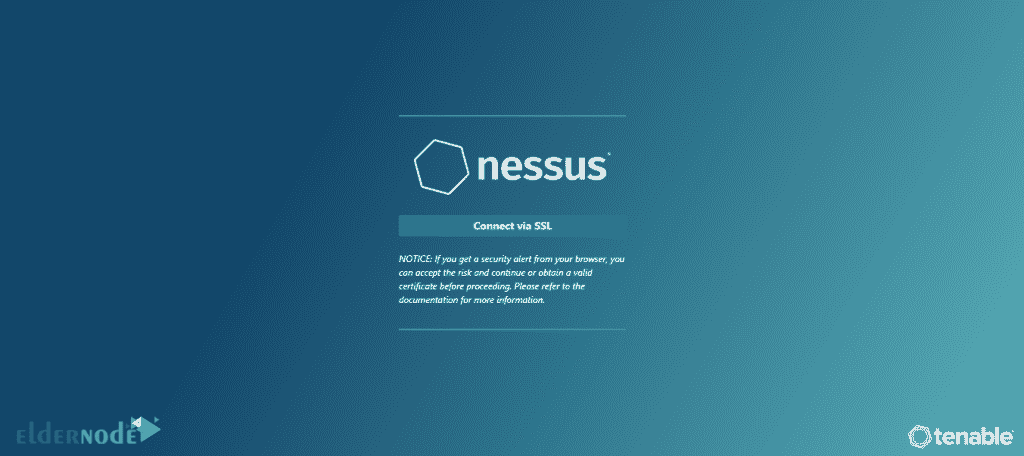 nessus
Connect via SSL
NOTICE: If you get a security alert from your browser, you
can accept the risk and continue or obtain a valid
certificate before proceeding. Please refer to the
documentation for more information.
elderNODE
tenable